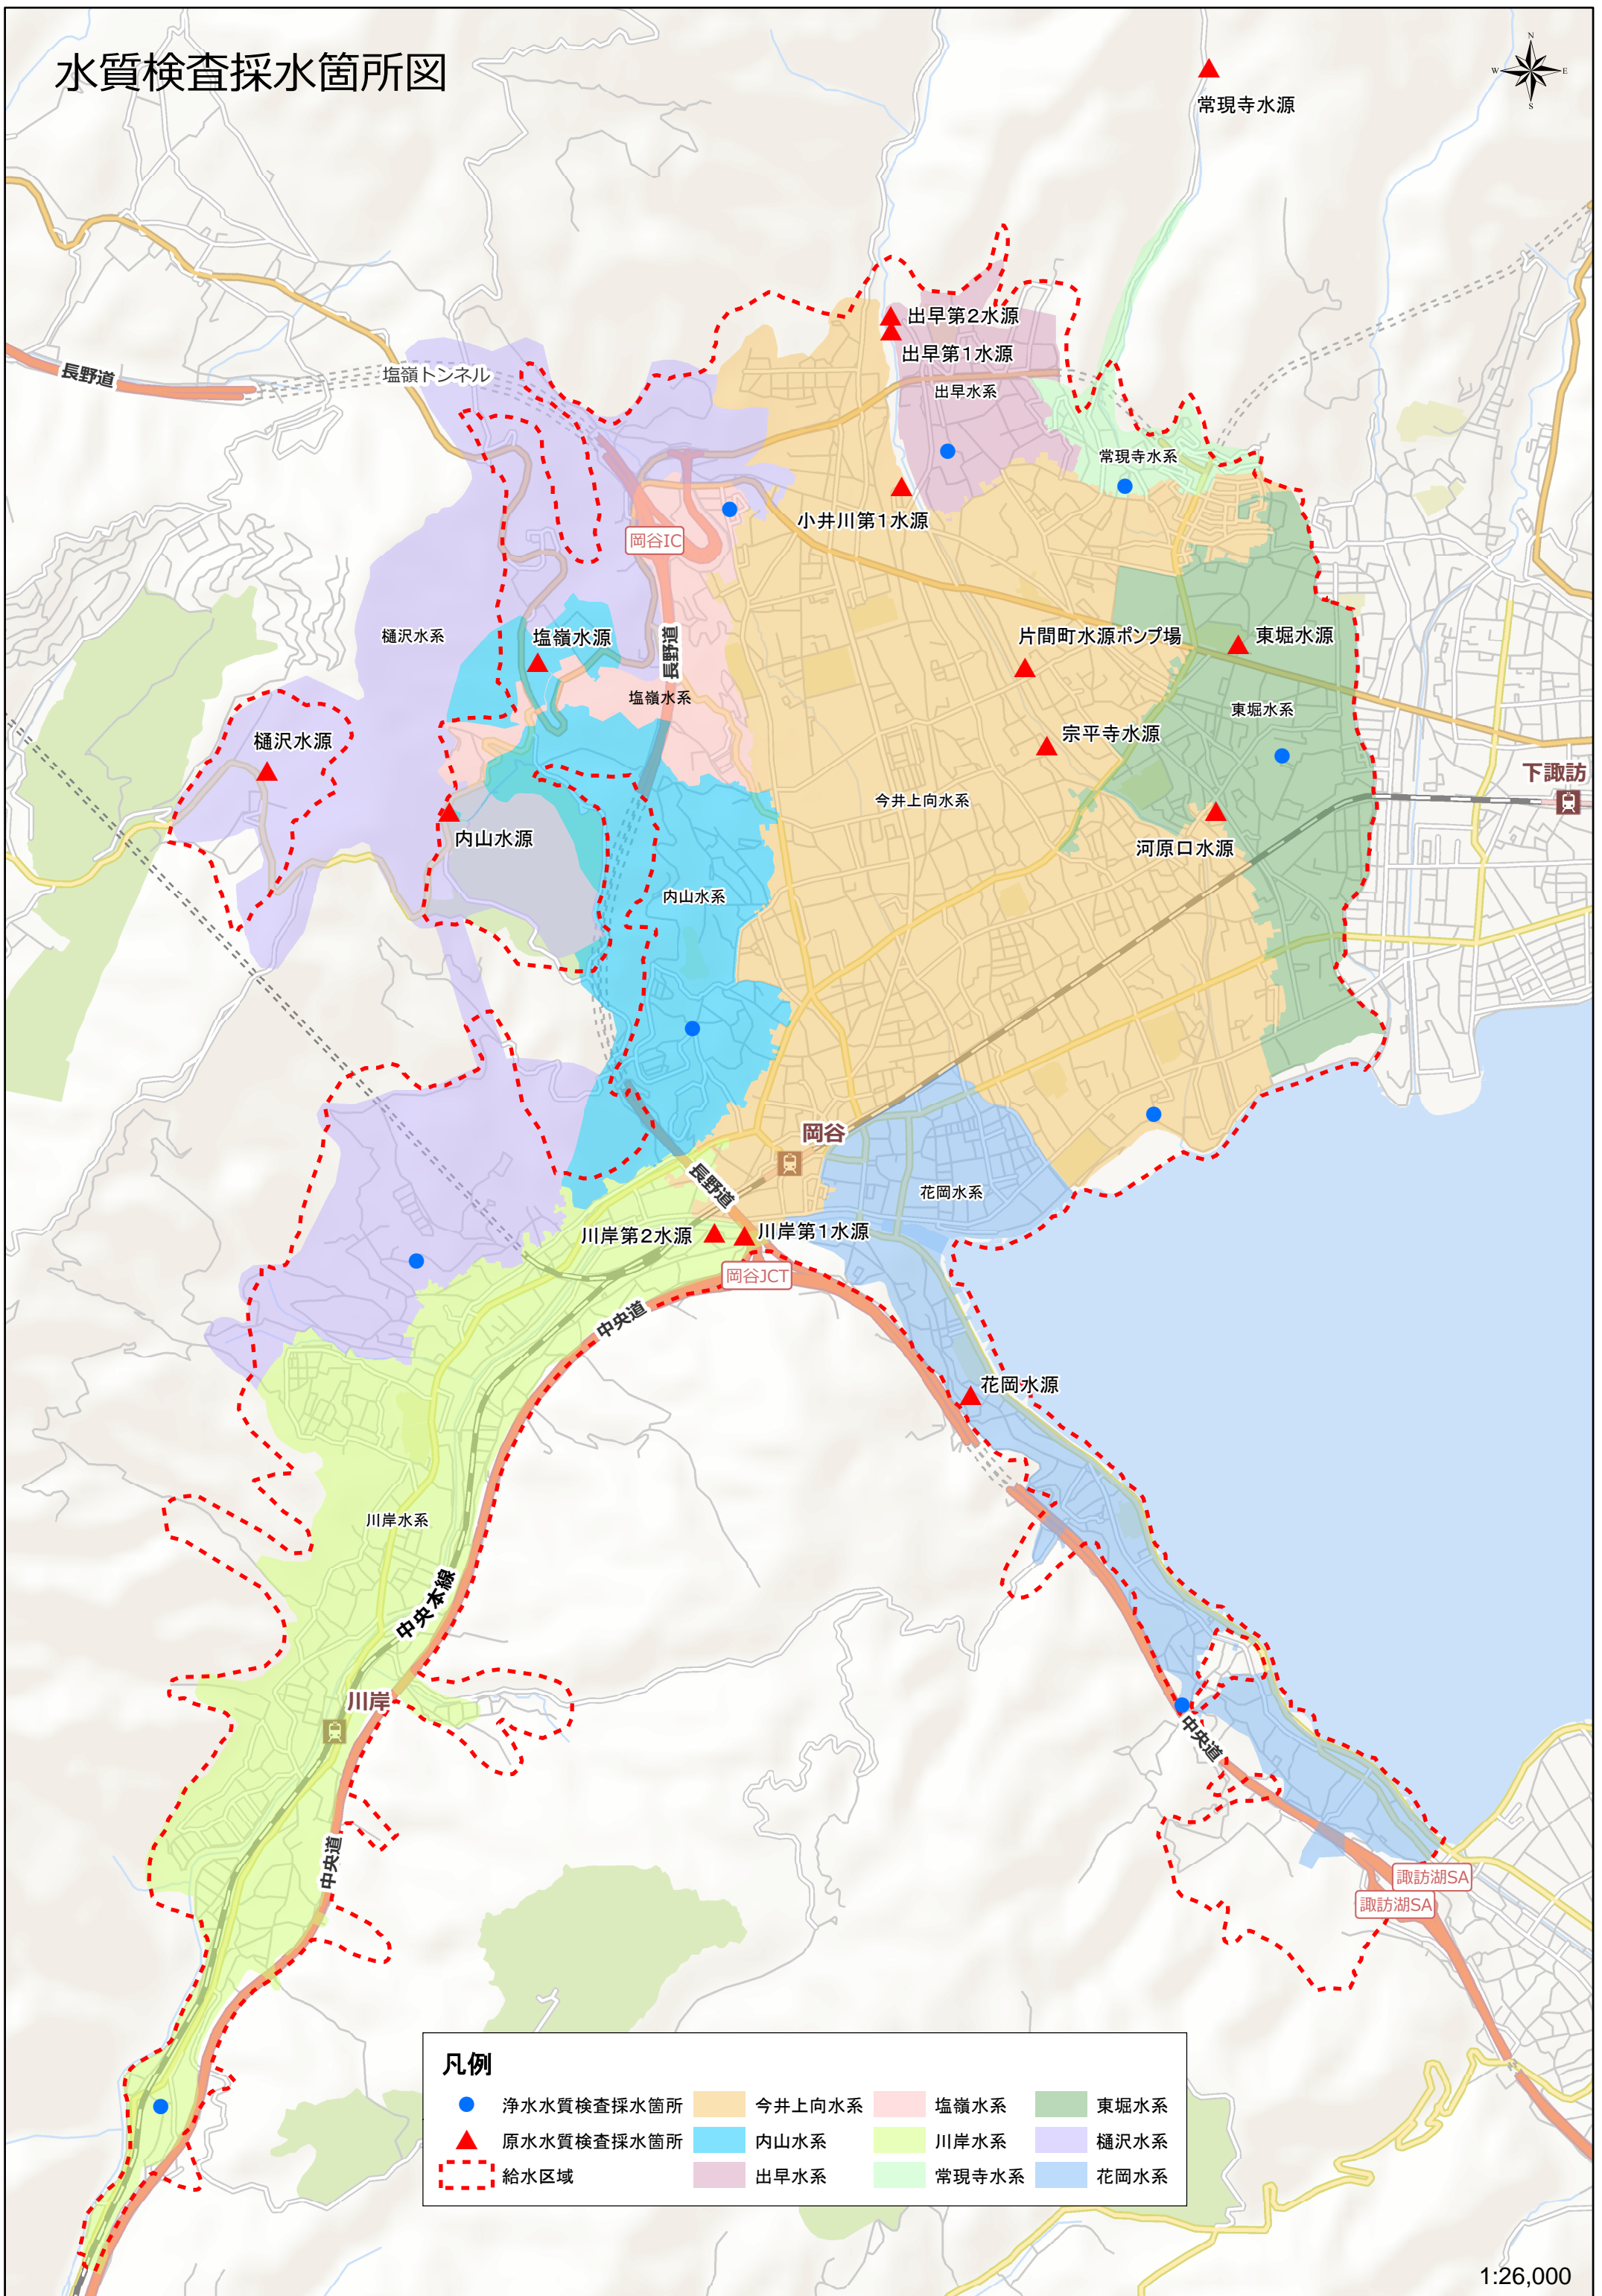 水質検査採水箇所図
N
W
E
S
常現寺水源
出早第2水源
出早第1水源
長野道
塩嶺トンネル
出早水系
常現寺水系
小井川第1水源
岡谷IC
樋沢水系
塩嶺水源
長野道
片間町水源ポンプ場
東堀水源
塩嶺水系
東堀水系
樋沢水源
宗平寺水源
下諏訪
今井上向水系
内山水源
河原口水源
内山水系
岡谷
長野道
花岡水系
川岸第2水源
川岸第1水源
岡谷JCT
中央道
花岡水源
川岸水系
中央本線
川岸
中央道
中央道
諏訪湖SA
諏訪湖SA
凡例
浄水水質検査採水箇所
今井上向水系
塩嶺水系
東堀水系
原水水質検査採水箇所
内山水系
川岸水系
樋沢水系
給水区域
出早水系
常現寺水系
花岡水系
1:26,000